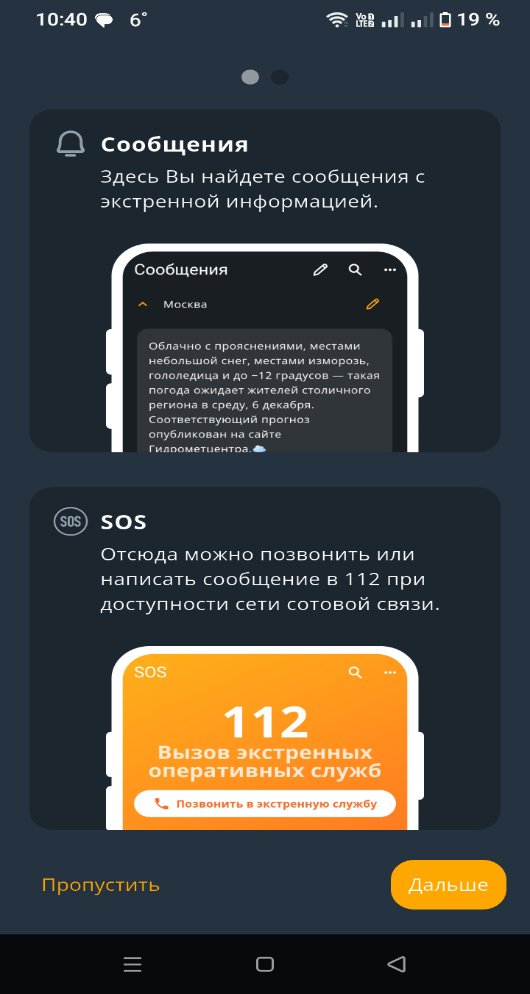 10:40 6° Vo 1 LTE 2 19 %
Сообщения
Здесь Вы найдете сообщения с
экстренной информацией.
Сообщения
Москва
Облачно с прояснениями, местами
небольшой снег, местами изморозь,
гололедица и до −12 градусов — такая
погода ожидает жителей столичного
региона в среду, 6 декабря.
Соответствующий прогноз
опубликован на сайте
Гидрометцентра.
SOS
SOS
Отсюда можно позвонить или
написать сообщение в 112 при
доступности сети сотовой связи.
SOS
112
Вызов экстренных
оперативных служб
Позвонить в экстренную службу
Пропустить
Дальше